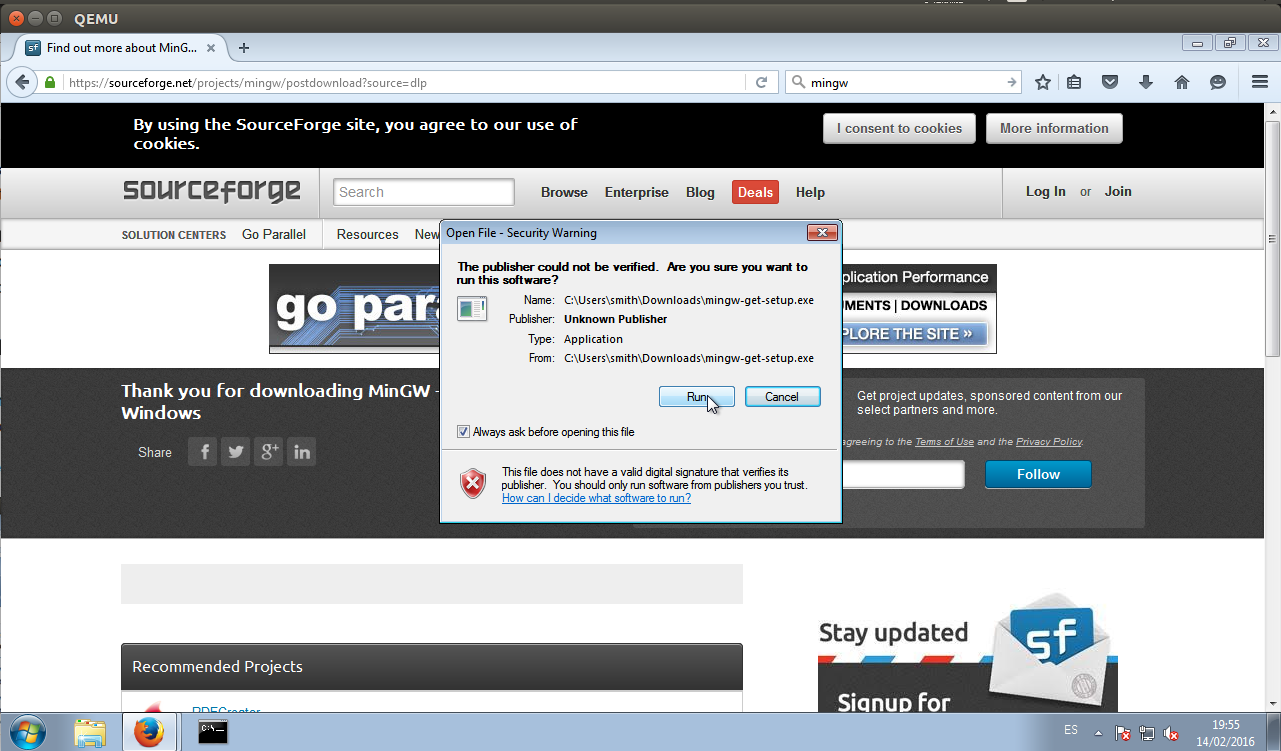 QEMU
Find out more about MinG...
https://sourceforge.net/projects/mingw/postdownload?source=dlp
mingw
By using the SourceForge site, you agree to our use of
cookies.
I consent to cookies
More information
sourceforge
Search
Browse Enterprise Blog Deals Help
Log In or Join
SOLUTION CENTERS Go Parallel Resources New
Open File - Security Warning
The publisher could not be verified. Are you sure you want to
run this software?
Name: C:\Users\smith\Downloads\mingw-get-setup.exe
Publisher: Unknown Publisher
Type: Application
From: C:\Users\smith\Downloads\mingw-get-setup.exe
Run
Cancel
Always ask before opening this file
This file does not have a valid digital signature that verifies its
publisher. You should only run software from publishers you trust.
How can I decide what software to run?
go par
plication Performance
UMENTS | DOWNLOADS
PLORE THE SITE »
Thank you for downloading MinGW -
Windows
Share
f
g+
in
Get project updates, sponsored content from our
select partners and more.
agreeing to the Terms of Use and the Privacy Policy.
Follow
Recommended Projects
PDFCreator
Stay updated
sf
Signup for
C:\_
ES
19:55
14/02/2016